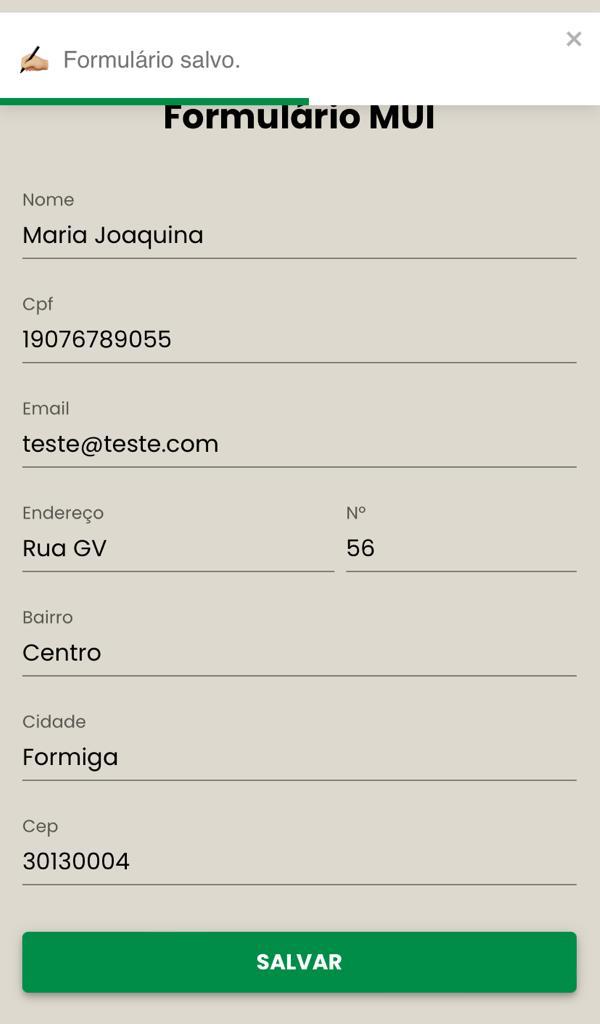 Formulário salvo.
Formulário MUI
Nome
Maria Joaquina
Cpf
19076789055
Email
teste@teste.com
Endereço Nº
Rua GV 56
Bairro
Centro
Cidade
Formiga
Cep
30130004
SALVAR